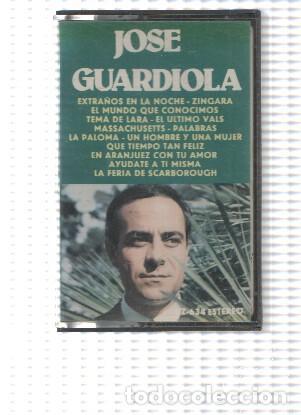 JOSE
GUARDIOLA
EXTRAÑOS EN LA NOCHE - ZINGARA
EL MUNDO QUE CONOCIMOS
TEMA DE LARA - EL ULTIMO VALS
MASSACHUSETTS - PALABRAS
LA PALOMA - UN HOMBRE Y UNA MUJER
QUE TIEMPO TAN FELIZ
EN ARANJUEZ CON TU AMOR
AYUDATE A TI MISMA
LA FERIA DE SCARBOROUGH
634 ESTEREO
todocoleccion